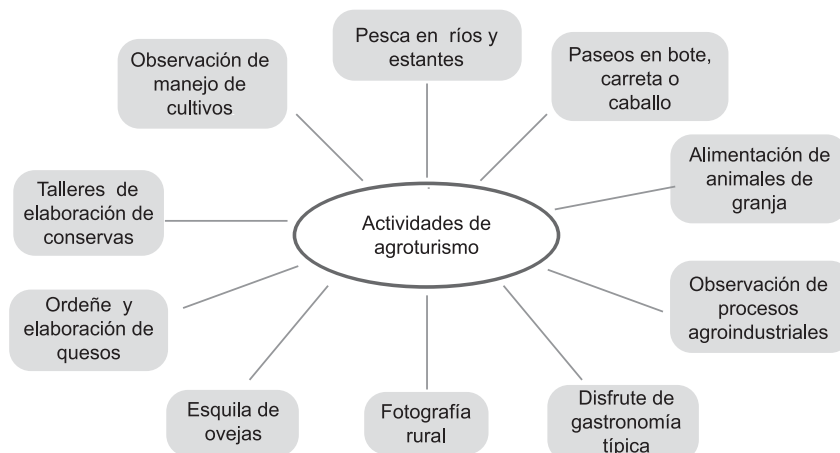 Pesca en ríos y
estantes
Observación de
manejo de
cultivos
Paseos en bote,
carreta o
caballo
Alimentación de
animales de
granja
Talleres de
elaboración de
conservas
Actividades de
agroturismo
Observación de
procesos
agroindustriales
Ordeñe y
elaboración de
quesos
Esquila de
ovejas
Fotografía
rural
Disfrute de
gastronomía
típica